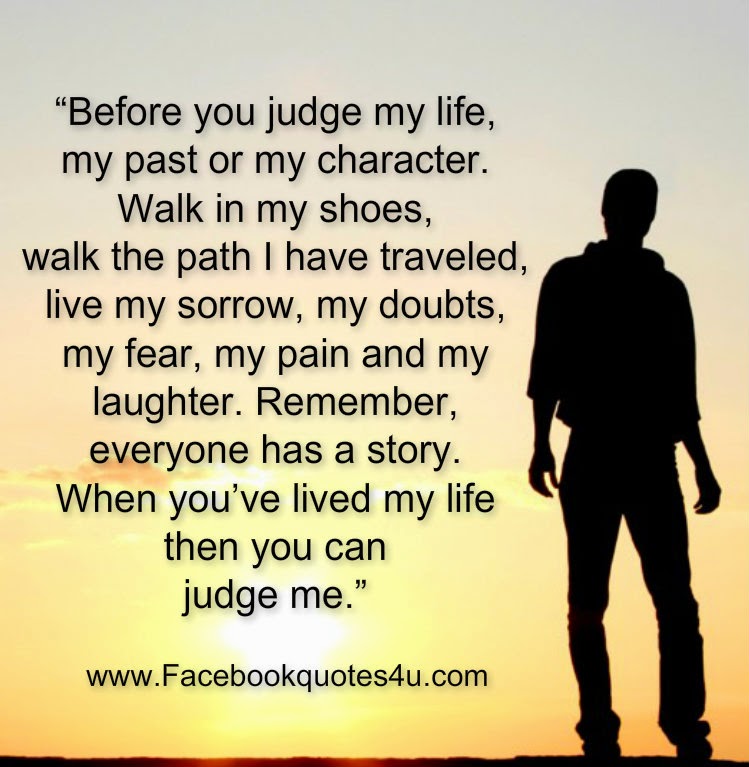 “Before you judge my life,
my past or my character.
Walk in my shoes,
walk the path I have traveled,
live my sorrow, my doubts,
my fear, my pain and my
laughter. Remember,
everyone has a story.
When you’ve lived my life
then you can
judge me.”
www.Facebookquotes4u.com